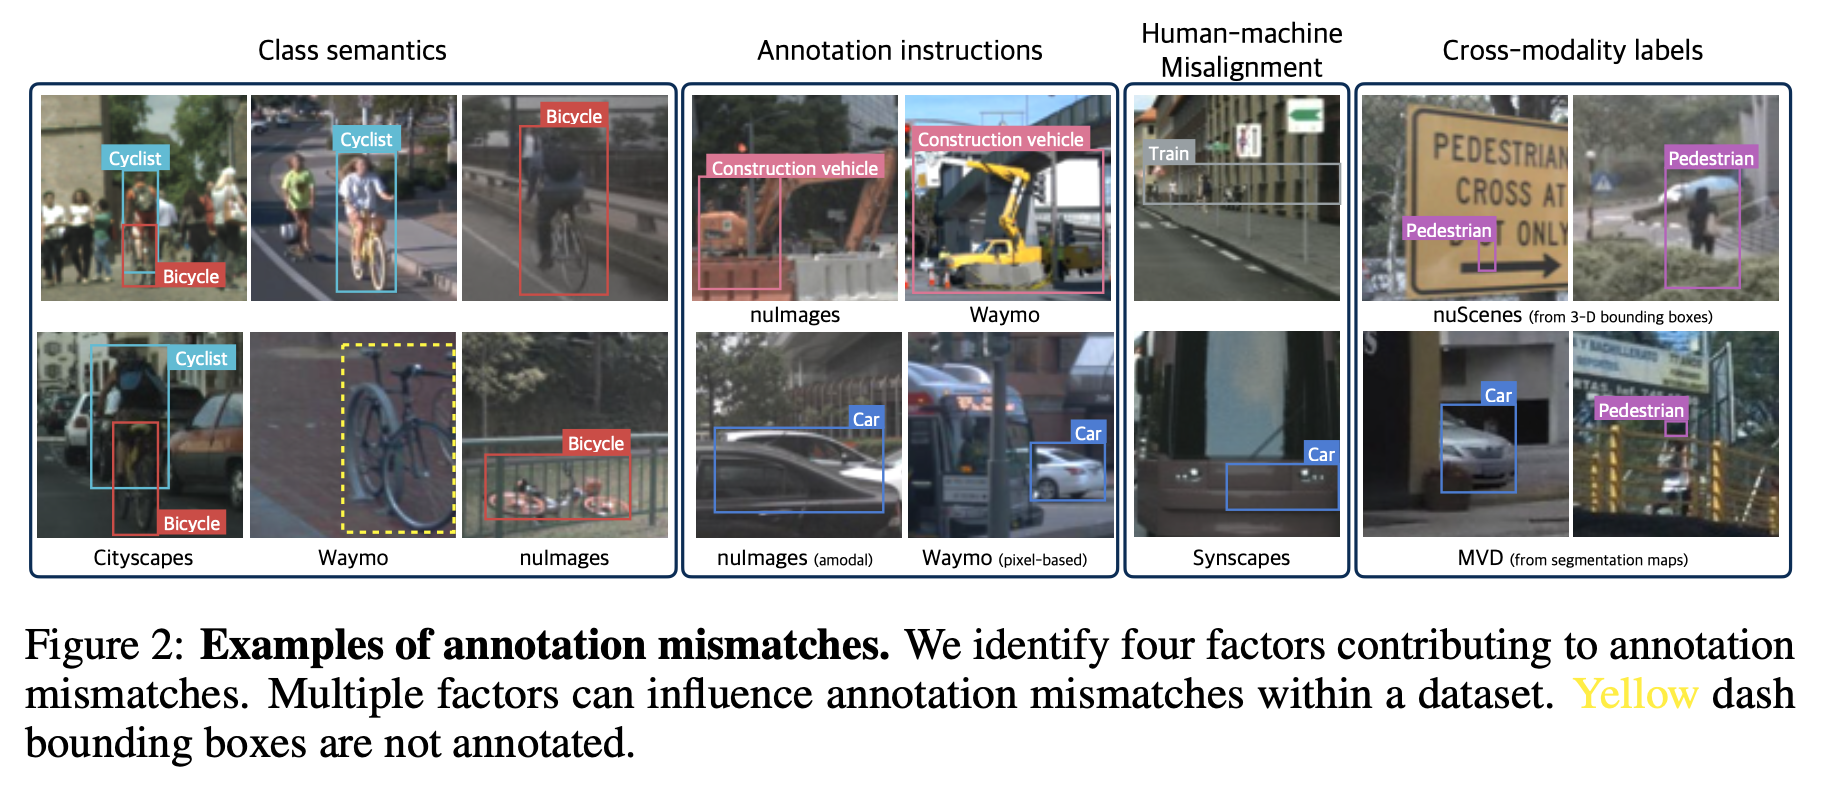 Class semantics
Annotation instructions
Human-machine
Misalignment
Cross-modality labels
Cyclist
Bicycle
Cyclist
Bicycle
Construction vehicle
Construction vehicle
Train
PEDESTRIAN
CROSS AT
ONLY
Pedestrian
Pedestrian
nuImages
Waymo
nuScenes (from 3-D bounding boxes)
Cyclist
Bicycle
Bicycle
Car
Car
Car
Car
Y BACHILLERATO
Pedestrian
Cityscapes
Waymo
nuImages
nuImages (amodal)
Waymo (pixel-based)
Synscapes
MVD (from segmentation maps)
Figure 2: Examples of annotation mismatches. We identify four factors contributing to annotation
mismatches. Multiple factors can influence annotation mismatches within a dataset. Yellow dash
bounding boxes are not annotated.